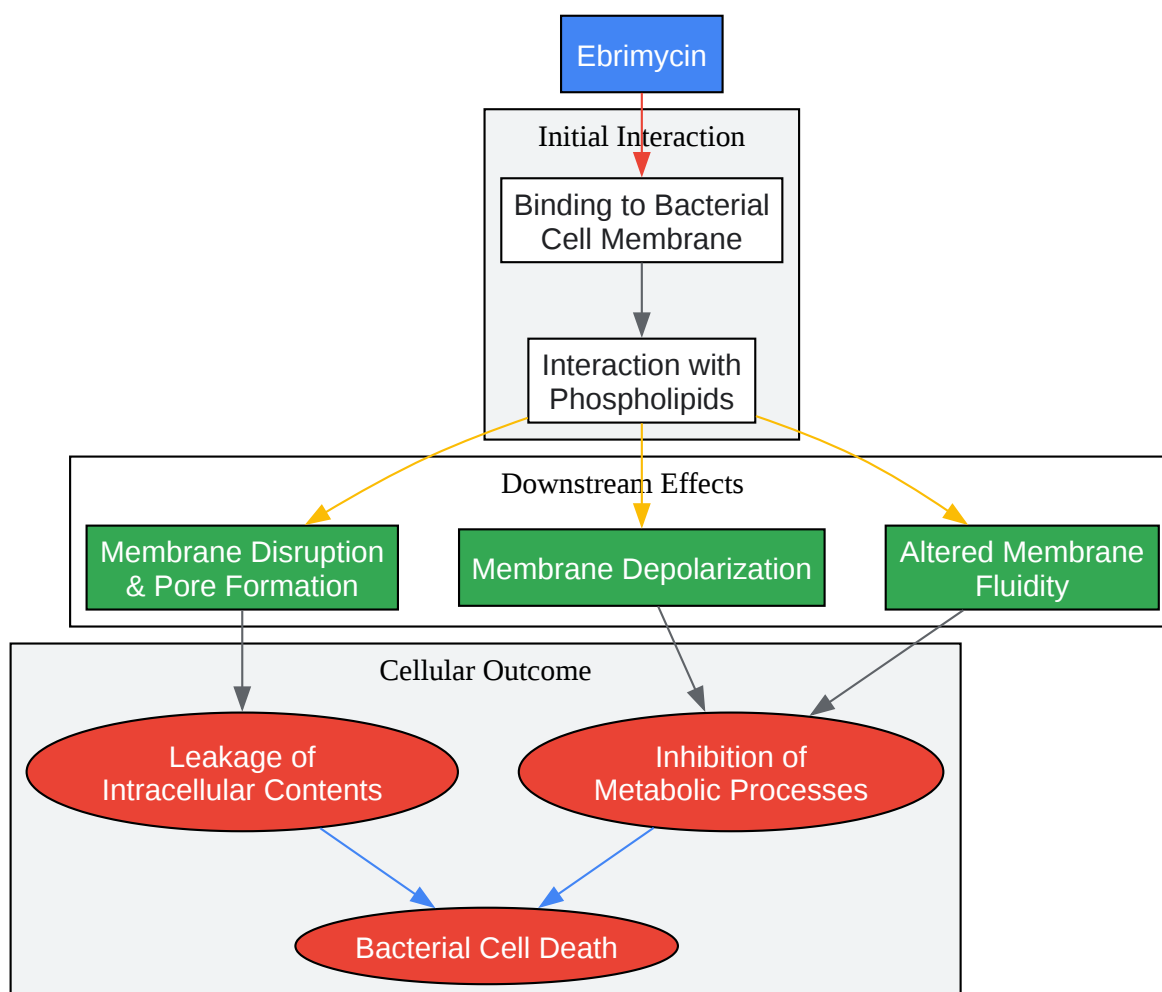 Ebrimycin
Initial Interaction
Binding to Bacterial
Cell Membrane
Interaction with
Phospholipids
Downstream Effects
Membrane Disruption
& Pore Formation
Membrane Depolarization
Altered Membrane
Fluidity
Cellular Outcome
Leakage of
Intracellular Contents
Inhibition of
Metabolic Processes
Bacterial Cell Death